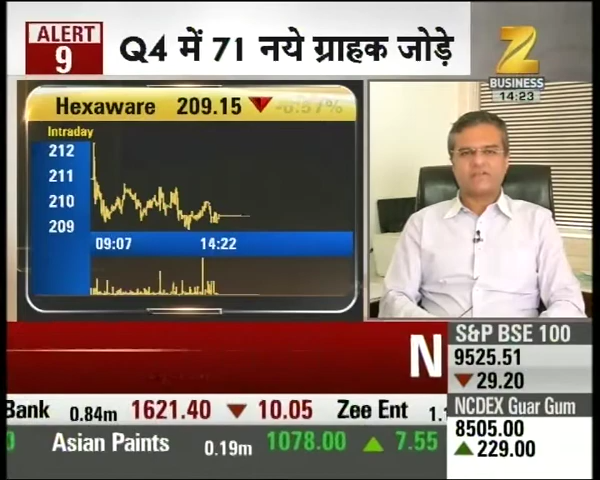 ALERT
9
Q4 में 71 नये ग्राहक जोड़े
Z
BUSINESS
14:23
Hexaware 209.15
Intraday
212
211
210
209
09:07 14:22
N
S&P BSE 100
9525.51
29.20
NCDEX Guar Gum
8505.00
229.00
Bank 0.84m 1621.40 10.05 Zee Ent
Asian Paints 0.19m 1078.00 7.55